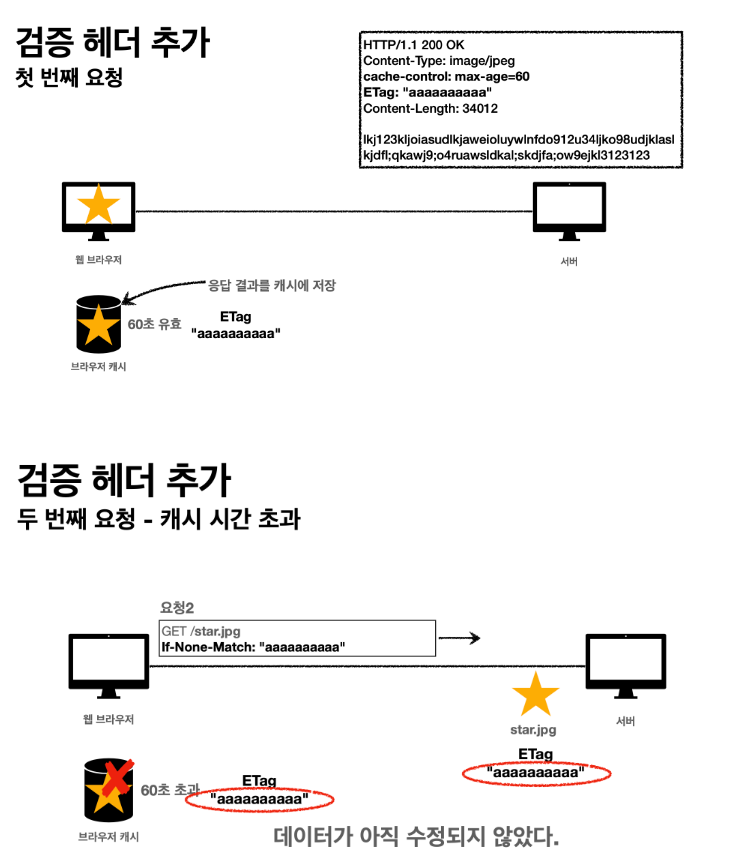 검증 헤더 추가
첫 번째 요청
HTTP/1.1 200 OK
Content-Type: image/jpeg
cache-control: max-age=60
ETag: "aaaaaaaaaa"
Content-Length: 34012
lkj123kljoiasudlkjaweioluywlnfdo912u34ljko98udjklasl
kjdfl;qkawj9;o4ruawsldkal;skdjfa;ow9ejkl3123123
웹 브라우저
서버
응답 결과를 캐시에 저장
60초 유효
ETag
"aaaaaaaaaa"
브라우저 캐시
검증 헤더 추가
두 번째 요청 - 캐시 시간 초과
요청2
GET /star.jpg
If-None-Match: "aaaaaaaaaa"
웹 브라우저
star.jpg
서버
ETag
"aaaaaaaaaa"
60초 초과
ETag
"aaaaaaaaaa"
브라우저 캐시
데이터가 아직 수정되지 않았다.